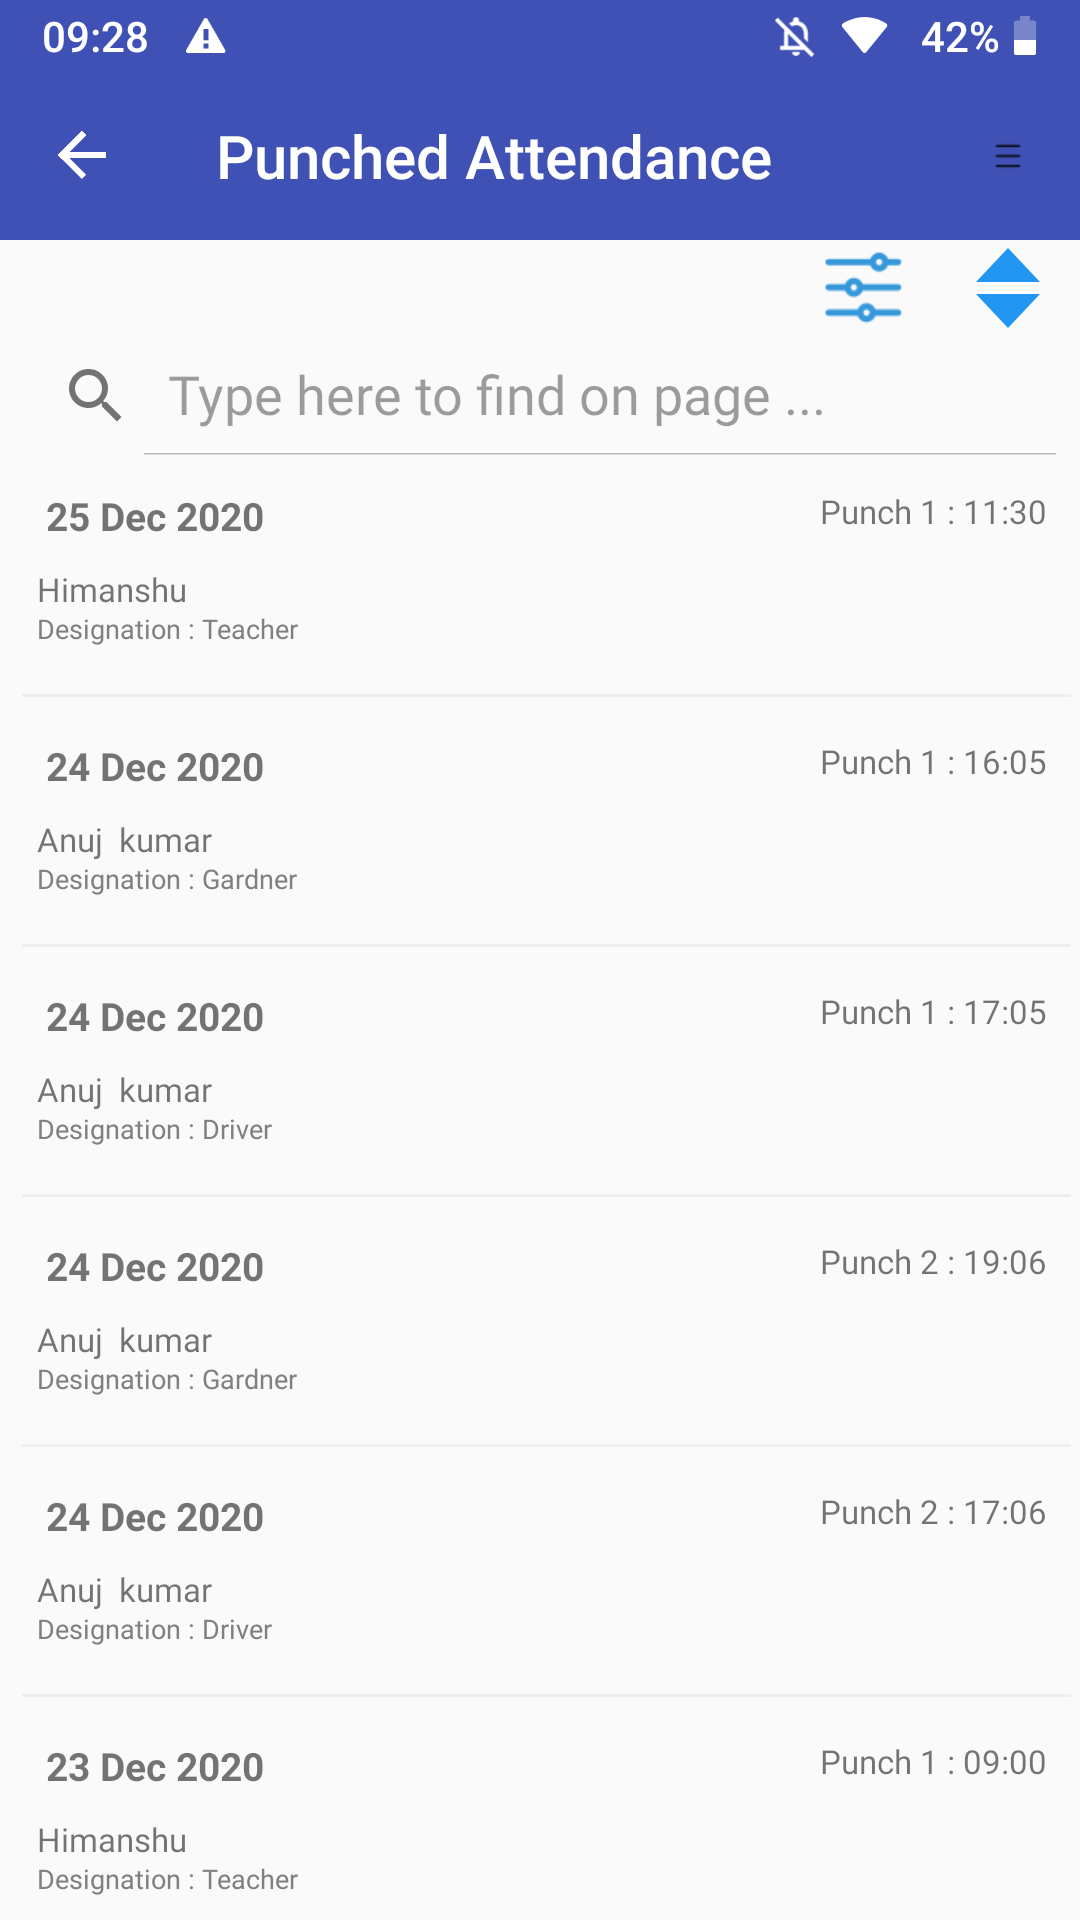 09:28 42%
Punched Attendance
Type here to find on page ...
25 Dec 2020 Punch 1 : 11:30
Himanshu
Designation : Teacher
24 Dec 2020 Punch 1 : 16:05
Anuj  kumar
Designation : Gardner
24 Dec 2020 Punch 1 : 17:05
Anuj  kumar
Designation : Driver
24 Dec 2020 Punch 2 : 19:06
Anuj  kumar
Designation : Gardner
24 Dec 2020 Punch 2 : 17:06
Anuj  kumar
Designation : Driver
23 Dec 2020 Punch 1 : 09:00
Himanshu
Designation : Teacher